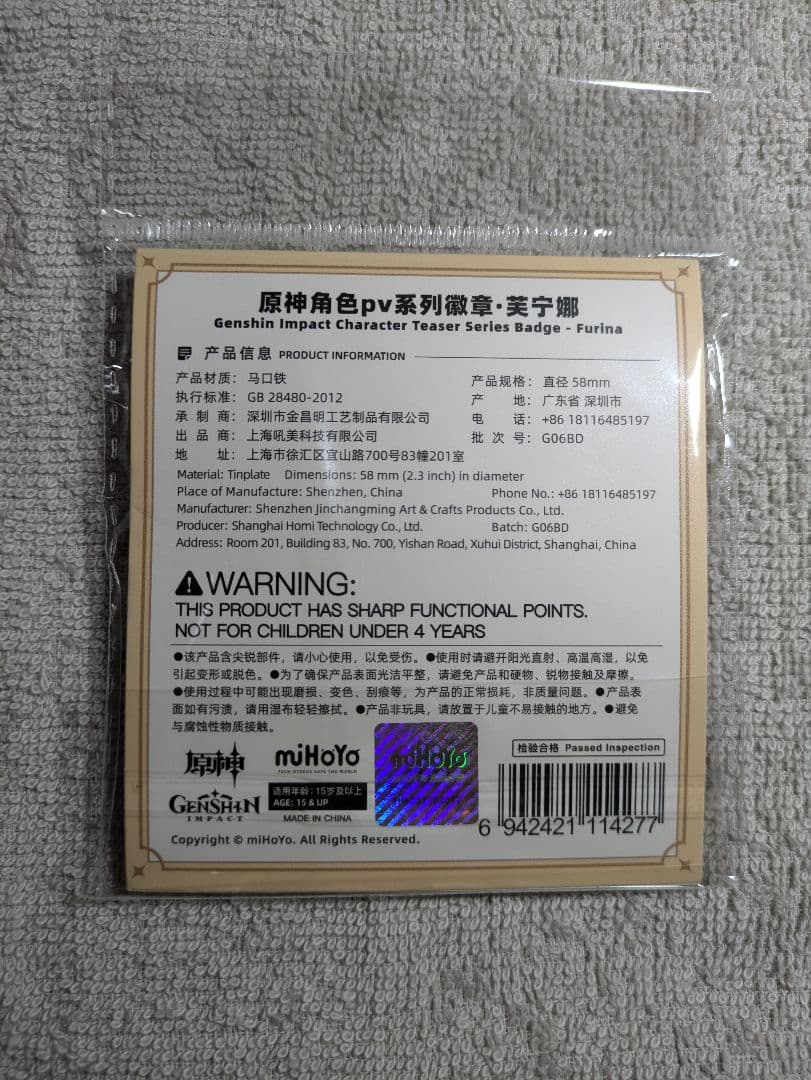 原神角色pv系列徽章·芙宁娜
Genshin Impact Character Teaser Series Badge - Furina
产品信息 PRODUCT INFORMATION
产品材质: 马口铁 产品规格: 直径 58mm
执行标准: GB 28480-2012 产 地: 广东省 深圳市
承 制 商: 深圳市金昌明工艺制品有限公司 电 话: +86 18116485197
出 品 商: 上海吼美科技有限公司 批 次 号: G06BD
地 址: 上海市徐汇区宜山路700号83幢201室
Material: Tinplate Dimensions: 58 mm (2.3 inch) in diameter
Place of Manufacture: Shenzhen, China Phone No.: +86 18116485197
Manufacturer: Shenzhen Jinchangming Art & Crafts Products Co., Ltd.
Producer: Shanghai Homi Technology Co., Ltd. Batch: G06BD
Address: Room 201, Building 83, No. 700, Yishan Road, Xuhui District, Shanghai, China
WARNING:
THIS PRODUCT HAS SHARP FUNCTIONAL POINTS.
NOT FOR CHILDREN UNDER 4 YEARS
●该产品含尖锐部件，请小心使用，以免受伤。●使用时请避开阳光直射、高温高湿，以免
引起变形或脱色。●为了确保产品表面光洁平整，请避免产品和硬物、锐物接触及摩擦。
●使用过程中可能出现磨损、变色、刮痕等，为产品的正常损耗，非质量问题。●产品表
面如有污渍，请用湿布轻轻擦拭。●产品非玩具，请放置于儿童不易接触的地方。●避免
与腐蚀性物质接触。
原神
miHoYo
TECH OTAKUS SAVE THE WORLD
miHoYo
检验合格 Passed Inspection
GENSHIN
IMPACT
适用年龄: 15岁及以上
AGE: 15 & UP
MADE IN CHINA
6 942421 114277
Copyright © miHoYo. All Rights Reserved.